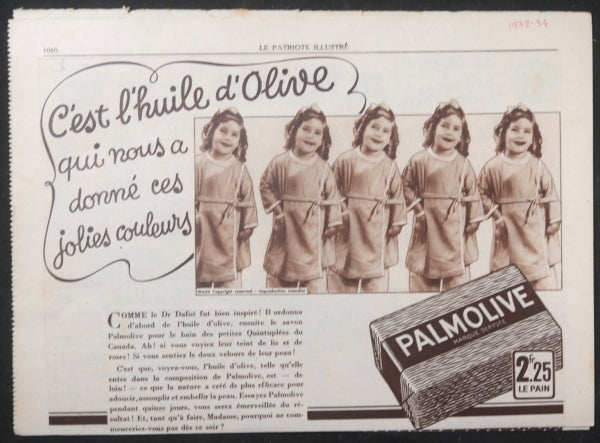 1060
LE PATRIOTE ILLUSTRÉ
1938-34
C'est l'huile d'Olive
qui nous a
donné ces
jolies couleurs
World Copyright reserved - Reproduction interdite
COMME le Dr Dafoë fut bien inspiré! Il ordonna
d'abord de l'huile d'olive, ensuite le savon
Palmolive pour le bain des petites Quintuplées du
Canada. Ah! si vous voyiez leur teint de lis et de
roses! Si vous sentiez le doux velours de leur peau!
C'est que, voyez-vous, l'huile d'olive, telle qu'elle
entre dans la composition de Palmolive, est — de
loin! — ce que la nature a créé de plus efficace pour
adoucir, assouplir et embellir la peau. Essayez Palmolive
pendant quinze jours, vous serez émerveillée du ré-
sultat! Et, tant qu'à faire, Madame, pourquoi ne com-
menceriez-vous pas dès ce soir?
PALMOLIVE
MARQUE DÉPOSÉE
2fr.25
LE PAIN